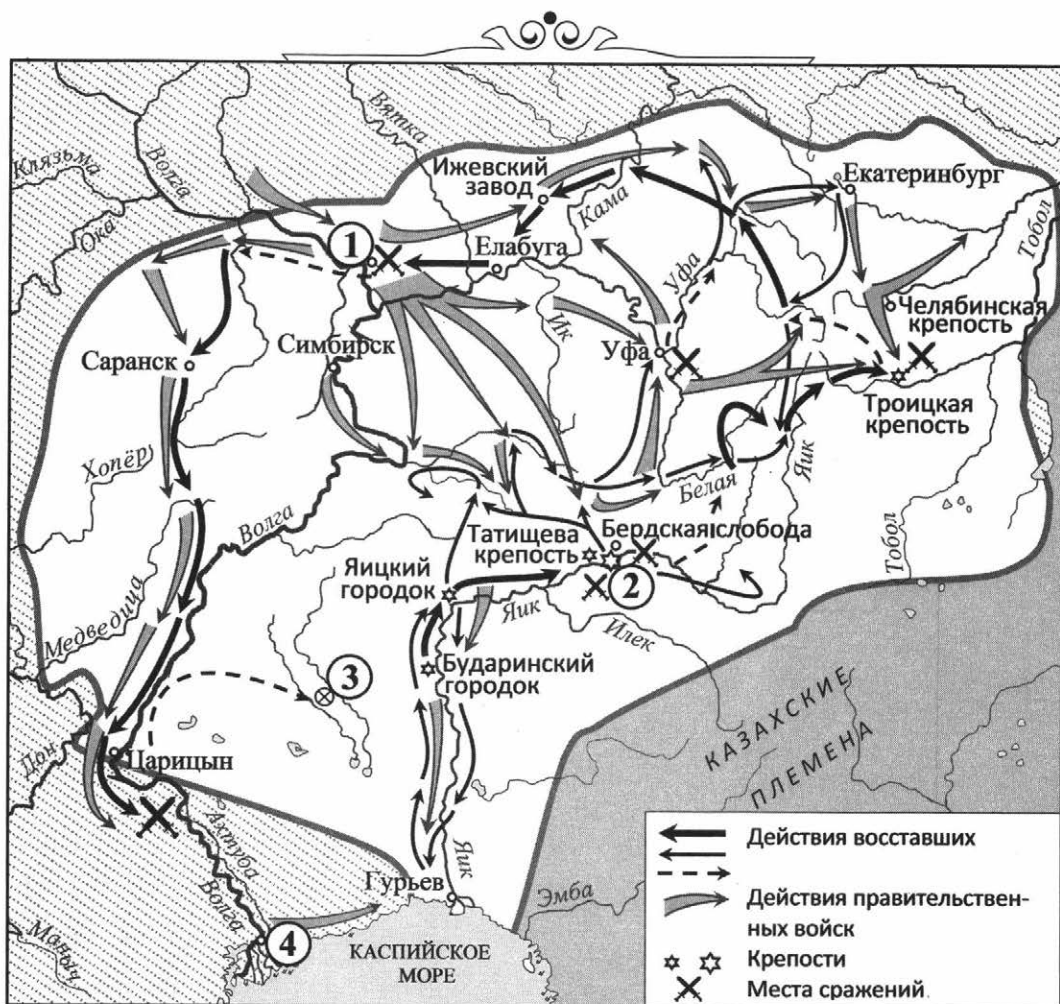 Вятка
Волга
Клязьма
Ока
Ижевский
завод
Кама
Екатеринбург
Тобол
1
Елабуга
Уфа
Челябинская
крепость
Ик
Саранск
Симбирск
Уфа
Троицкая
крепость
Яик
Хопёр
Белая
Волга
Татищева
крепость
Бердская слобода
Тобол
Яицкий
городок
2
Яик
Илек
Медведица
3
Бударинский
городок
КАЗАХСКИЕ
ПЛЕМЕНА
Дон
Царицын
Ахтуба
Волга
Яик
Гурьев
Эмба
Маныч
4
КАСПИЙСКОЕ
МОРЕ
Действия восставших
Действия правительствен-
ных войск
Крепости
Места сражений